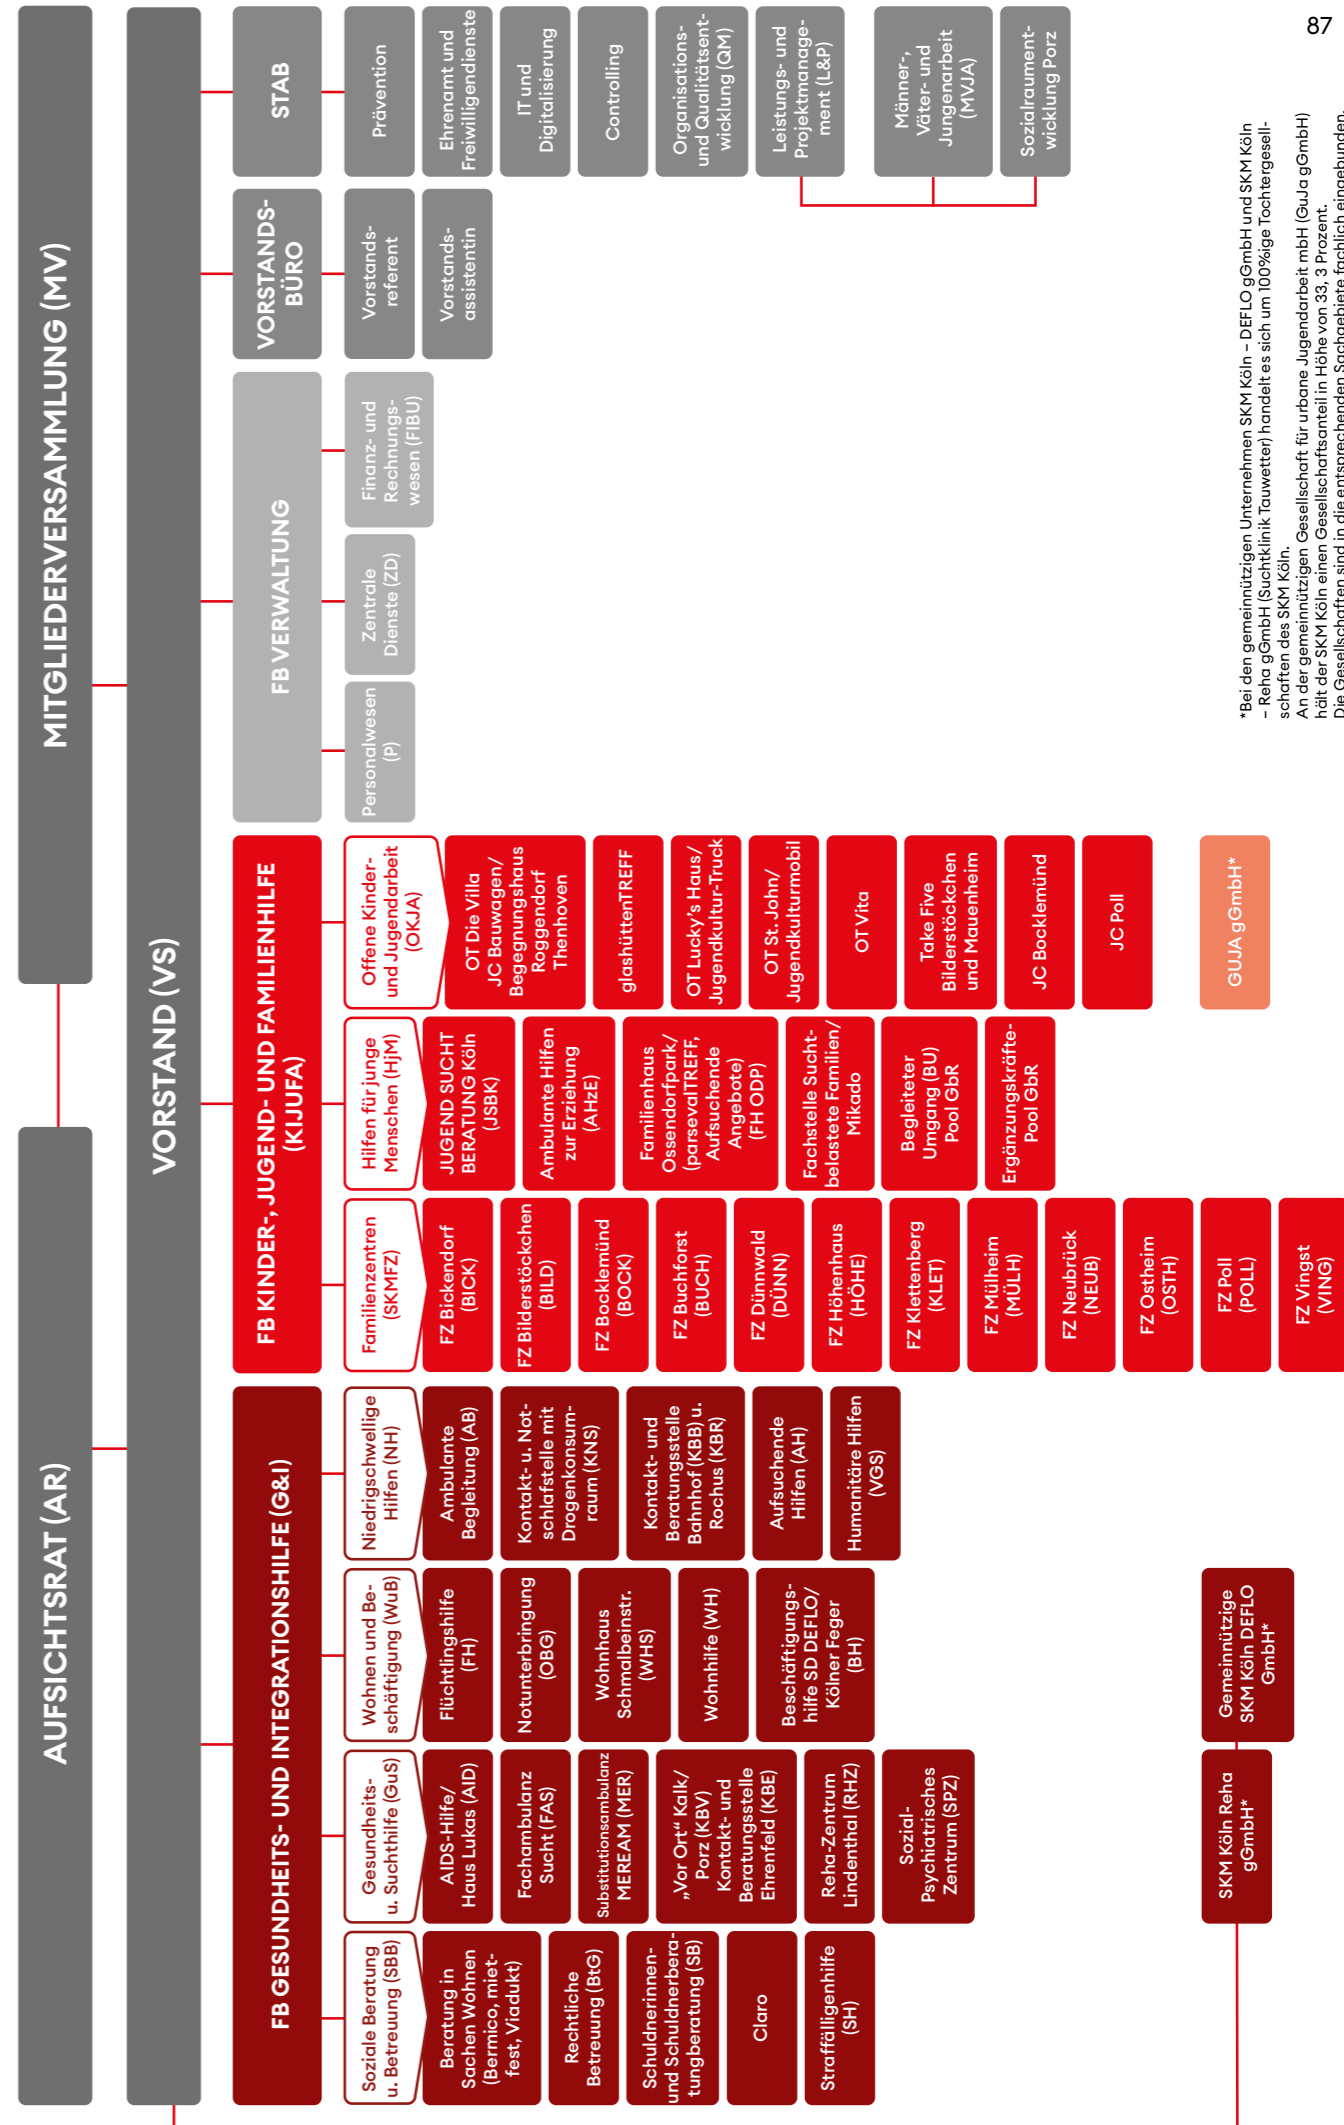 87
AUFSICHTSRAT (AR)
MITGLIEDERVERSAMMLUNG (MV)
VORSTAND (VS)
FB GESUNDHEITS- UND INTEGRATIONSHILFE (G&I)
Soziale Beratung
u. Betreuung (SBB)
Beratung in
Sachen Wohnen
(Bermico, miet-
fest, Viadukt)
Rechtliche
Betreuung (BtG)
Schuldnerinnen-
und Schuldnerbera-
tungberatung (SB)
Claro
Straffälligenhilfe
(SH)
Gesundheits-
u. Suchthilfe (GuS)
AIDS-Hilfe/
Haus Lukas (AID)
Fachambulanz
Sucht (FAS)
Substitutionsambulanz
MEREAM (MER)
„Vor Ort“ Kalk/
Porz (KBV)
Kontakt- und
Beratungsstelle
Ehrenfeld (KBE)
Reha-Zentrum
Lindenthal (RHZ)
Sozial-
Psychiatrisches
Zentrum (SPZ)
SKM Köln Reha
gGmbH*
Wohnen und Be-
schäftigung (WuB)
Flüchtlingshilfe
(FH)
Notunterbringung
(OBG)
Wohnhaus
Schmalbeinstr.
(WHS)
Wohnhilfe (WH)
Beschäftigungs-
hilfe SD DEFLO/
Kölner Feger
(BH)
Gemeinnützige
SKM Köln DEFLO
GmbH*
Niedrigschwellige
Hilfen (NH)
Ambulante
Begleitung (AB)
Kontakt- u. Not-
schlafstelle mit
Drogenkonsum-
raum (KNS)
Kontakt- und
Beratungsstelle
Bahnhof (KBB) u.
Rochus (KBR)
Aufsuchende
Hilfen (AH)
Humanitäre Hilfen
(VGS)
FB KINDER-, JUGEND- UND FAMILIENHILFE
(KIJUFA)
Familienzentren
(SKMFZ)
FZ Bickendorf
(BICK)
FZ Bilderstöckchen
(BILD)
FZ Bocklemünd
(BOCK)
FZ Buchforst
(BUCH)
FZ Dünnwald
(DÜNN)
FZ Höhenhaus
(HÖHE)
FZ Klettenberg
(KLET)
FZ Mülheim
(MÜLH)
FZ Neubrück
(NEUB)
FZ Ostheim
(OSTH)
FZ Poll
(POLL)
FZ Vingst
(VING)
Hilfen für junge
Menschen (HjM)
JUGEND SUCHT
BERATUNG Köln
(JSBK)
Ambulante Hilfen
zur Erziehung
(AHzE)
Familienhaus
Ossendorfpark/
(parsevalTREFF,
Aufsuchende
Angebote)
(FH ODP)
Fachstelle Sucht-
belastete Familien/
Mikado
Begleiteter
Umgang (BU)
Pool GbR
Ergänzungskräfte-
Pool GbR
Offene Kinder-
und Jugendarbeit
(OKJA)
OT Die Villa
JC Bauwagen/
Begegnungshaus
Roggendorf
Thenhoven
glashüttenTREFF
OT Lucky's Haus/
Jugendkultur-Truck
OT St. John/
Jugendkulturmobil
OT Vita
Take Five
Bilderstöckchen
und Mauenheim
JC Bocklemünd
JC Poll
GUJA gGmbH*
FB VERWALTUNG
Personalwesen
(P)
Zentrale
Dienste (ZD)
Finanz- und
Rechnungs-
wesen (FIBU)
VORSTANDS-
BÜRO
Vorstands-
referent
Vorstands-
assistentin
STAB
Prävention
Ehrenamt und
Freiwilligendienste
IT und
Digitalisierung
Controlling
Organisations-
und Qualitätsent-
wicklung (QM)
Leistungs- und
Projektmanage-
ment (L&P)
Männer-,
Väter- und
Jungenarbeit
(MVJA)
Sozialraument-
wicklung Porz
*Bei den gemeinnützigen Unternehmen SKM Köln – DEFLO gGmbH und SKM Köln
– Reha gGmbH (Suchtklinik Tauwetter) handelt es sich um 100%ige Tochtergesell-
schaften des SKM Köln.
An der gemeinnützigen Gesellschaft für urbane Jugendarbeit mbH (GuJa gGmbH)
hält der SKM Köln einen Gesellschaftsanteil in Höhe von 33, 3 Prozent.
Die Gesellschaften sind in die entsprechenden Sachgebiete fachlich eingebunden.